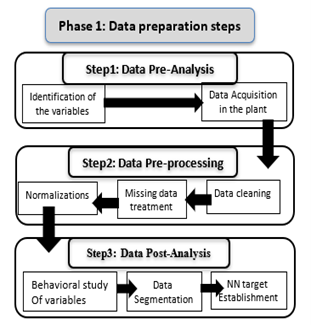 Phase 1: Data preparation steps
Step1: Data Pre-Analysis
Identification of
the variables
Data Acquisition
in the plant
Step2: Data Pre-processing
Normalizations
Missing data
treatment
Data cleaning
Step3: Data Post-Analysis
Behavioral study
Of variables
Data
Segmentation
NN target
Establishment